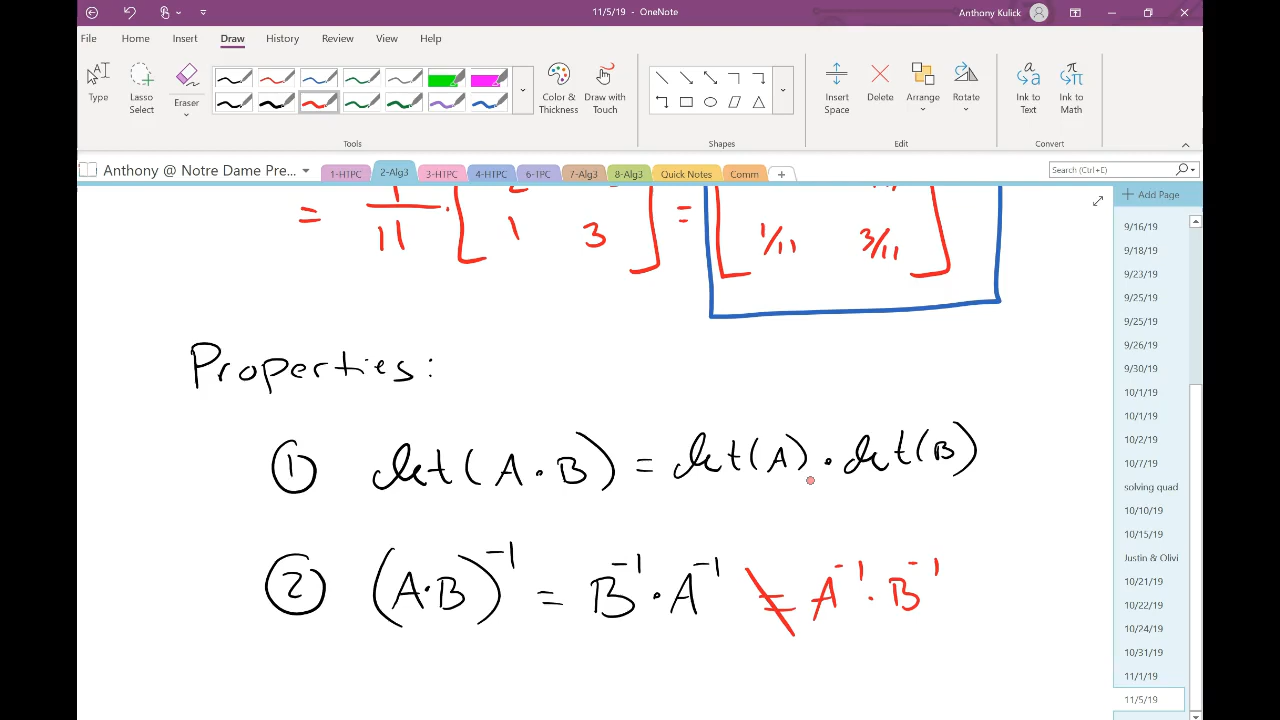 11/5/19 - OneNote
Anthony Kulick
File Home Insert Draw History Review View Help
Type
Lasso Select
Eraser
Color & Thickness
Draw with Touch
Insert Space
Delete
Arrange
Rotate
Ink to Text
Ink to Math
Tools
Shapes
Edit
Convert
Anthony @ Notre Dame Pre...
1-HTPC 2-Alg3 3-HTPC 4-HTPC 6-TPC 7-Alg3 8-Alg3 Quick Notes Comm +
Search (Ctrl+E)
+ Add Page
9/16/19
9/18/19
9/23/19
9/25/19
9/25/19
9/26/19
9/30/19
10/1/19
10/1/19
10/2/19
10/7/19
solving quad
10/10/19
10/15/19
Justin & Olivi
10/21/19
10/22/19
10/24/19
10/31/19
11/1/19
11/5/19
= 1/11 · [ 2
1 3 ] = [ 1/11 3/11 ]
Properties:
① det(A·B) = det(A) · det(B)
② (A·B)⁻¹ = B⁻¹ · A⁻¹ ≠ A⁻¹ · B⁻¹